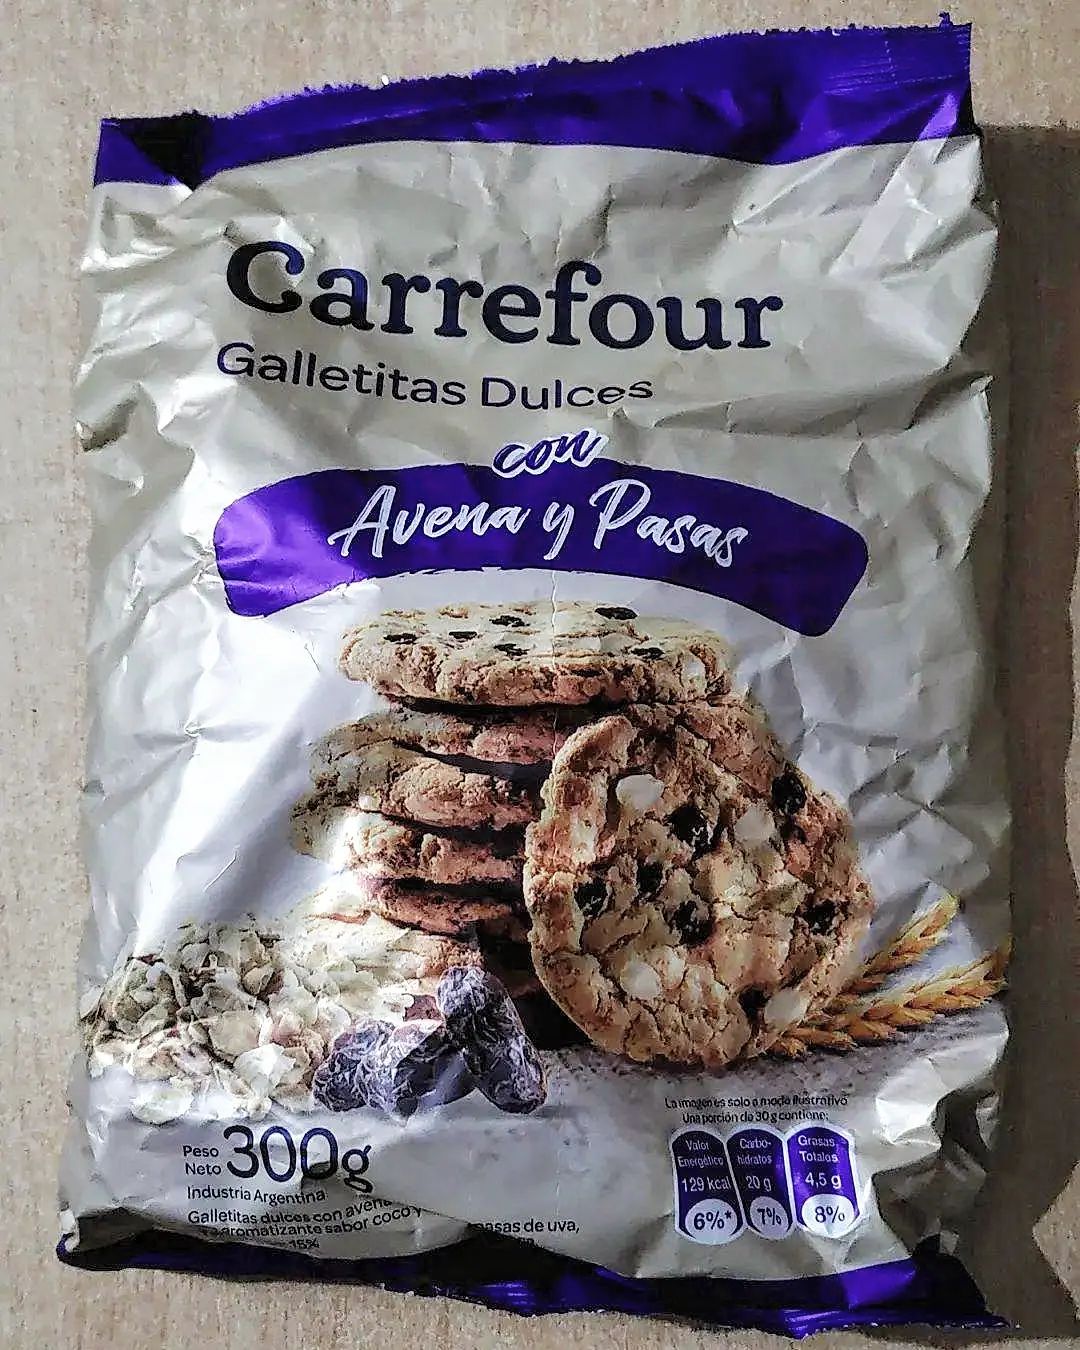 Carrefour
Galletitas Dulces
con
Avena y Pasas
La imagen es solo a modo ilustrativo
Una porción de 30 g contiene:
Valor Energético
129 kcal
6%*
Carbo-hidratos
20 g
7%
Grasas Totales
4,5 g
8%
Peso Neto 300g
Industria Argentina
Galletitas dulces con avena pasas de uva,
aromatizante sabor coco y
15%